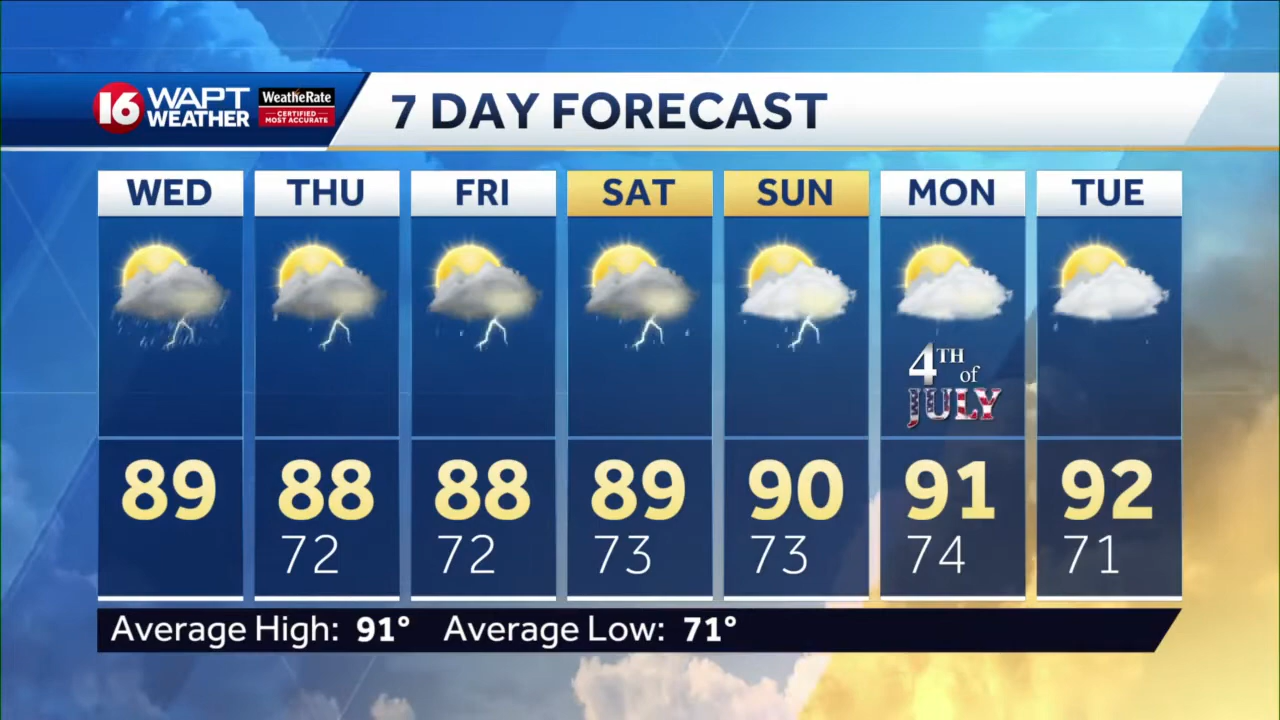 16 WAPT WEATHER
WeatheRate
CERTIFIED
MOST ACCURATE
7 DAY FORECAST
WED THU FRI SAT SUN MON TUE
4TH of
JULY
89 88 88 89 90 91 92
72 72 73 73 74 71
Average High: 91° Average Low: 71°